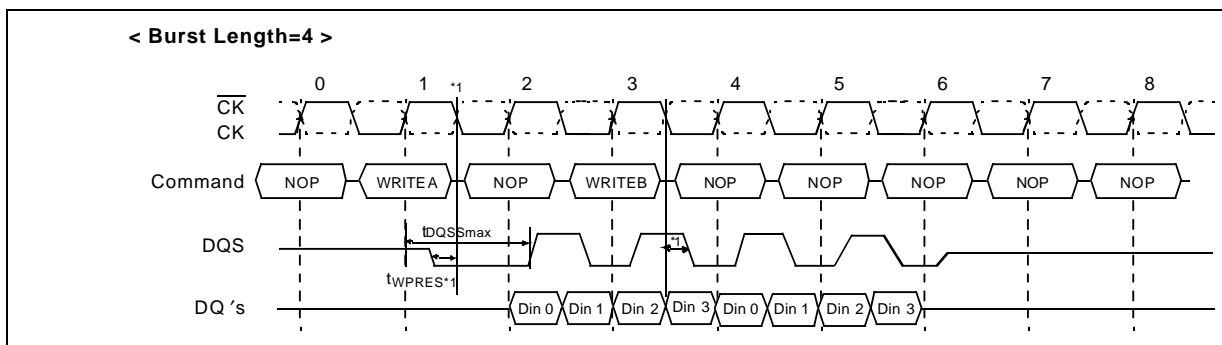 < Burst Length=4 >
0 1 *1 2 3 4 5 6 7 8
CK
CK
Command NOP WRITEA NOP WRITEB NOP NOP NOP NOP NOP
tDQSSmax
DQS *1
tWPRES*1
DQ's Din 0 Din 1 Din 2 Din 3 Din 0 Din 1 Din 2 Din 3